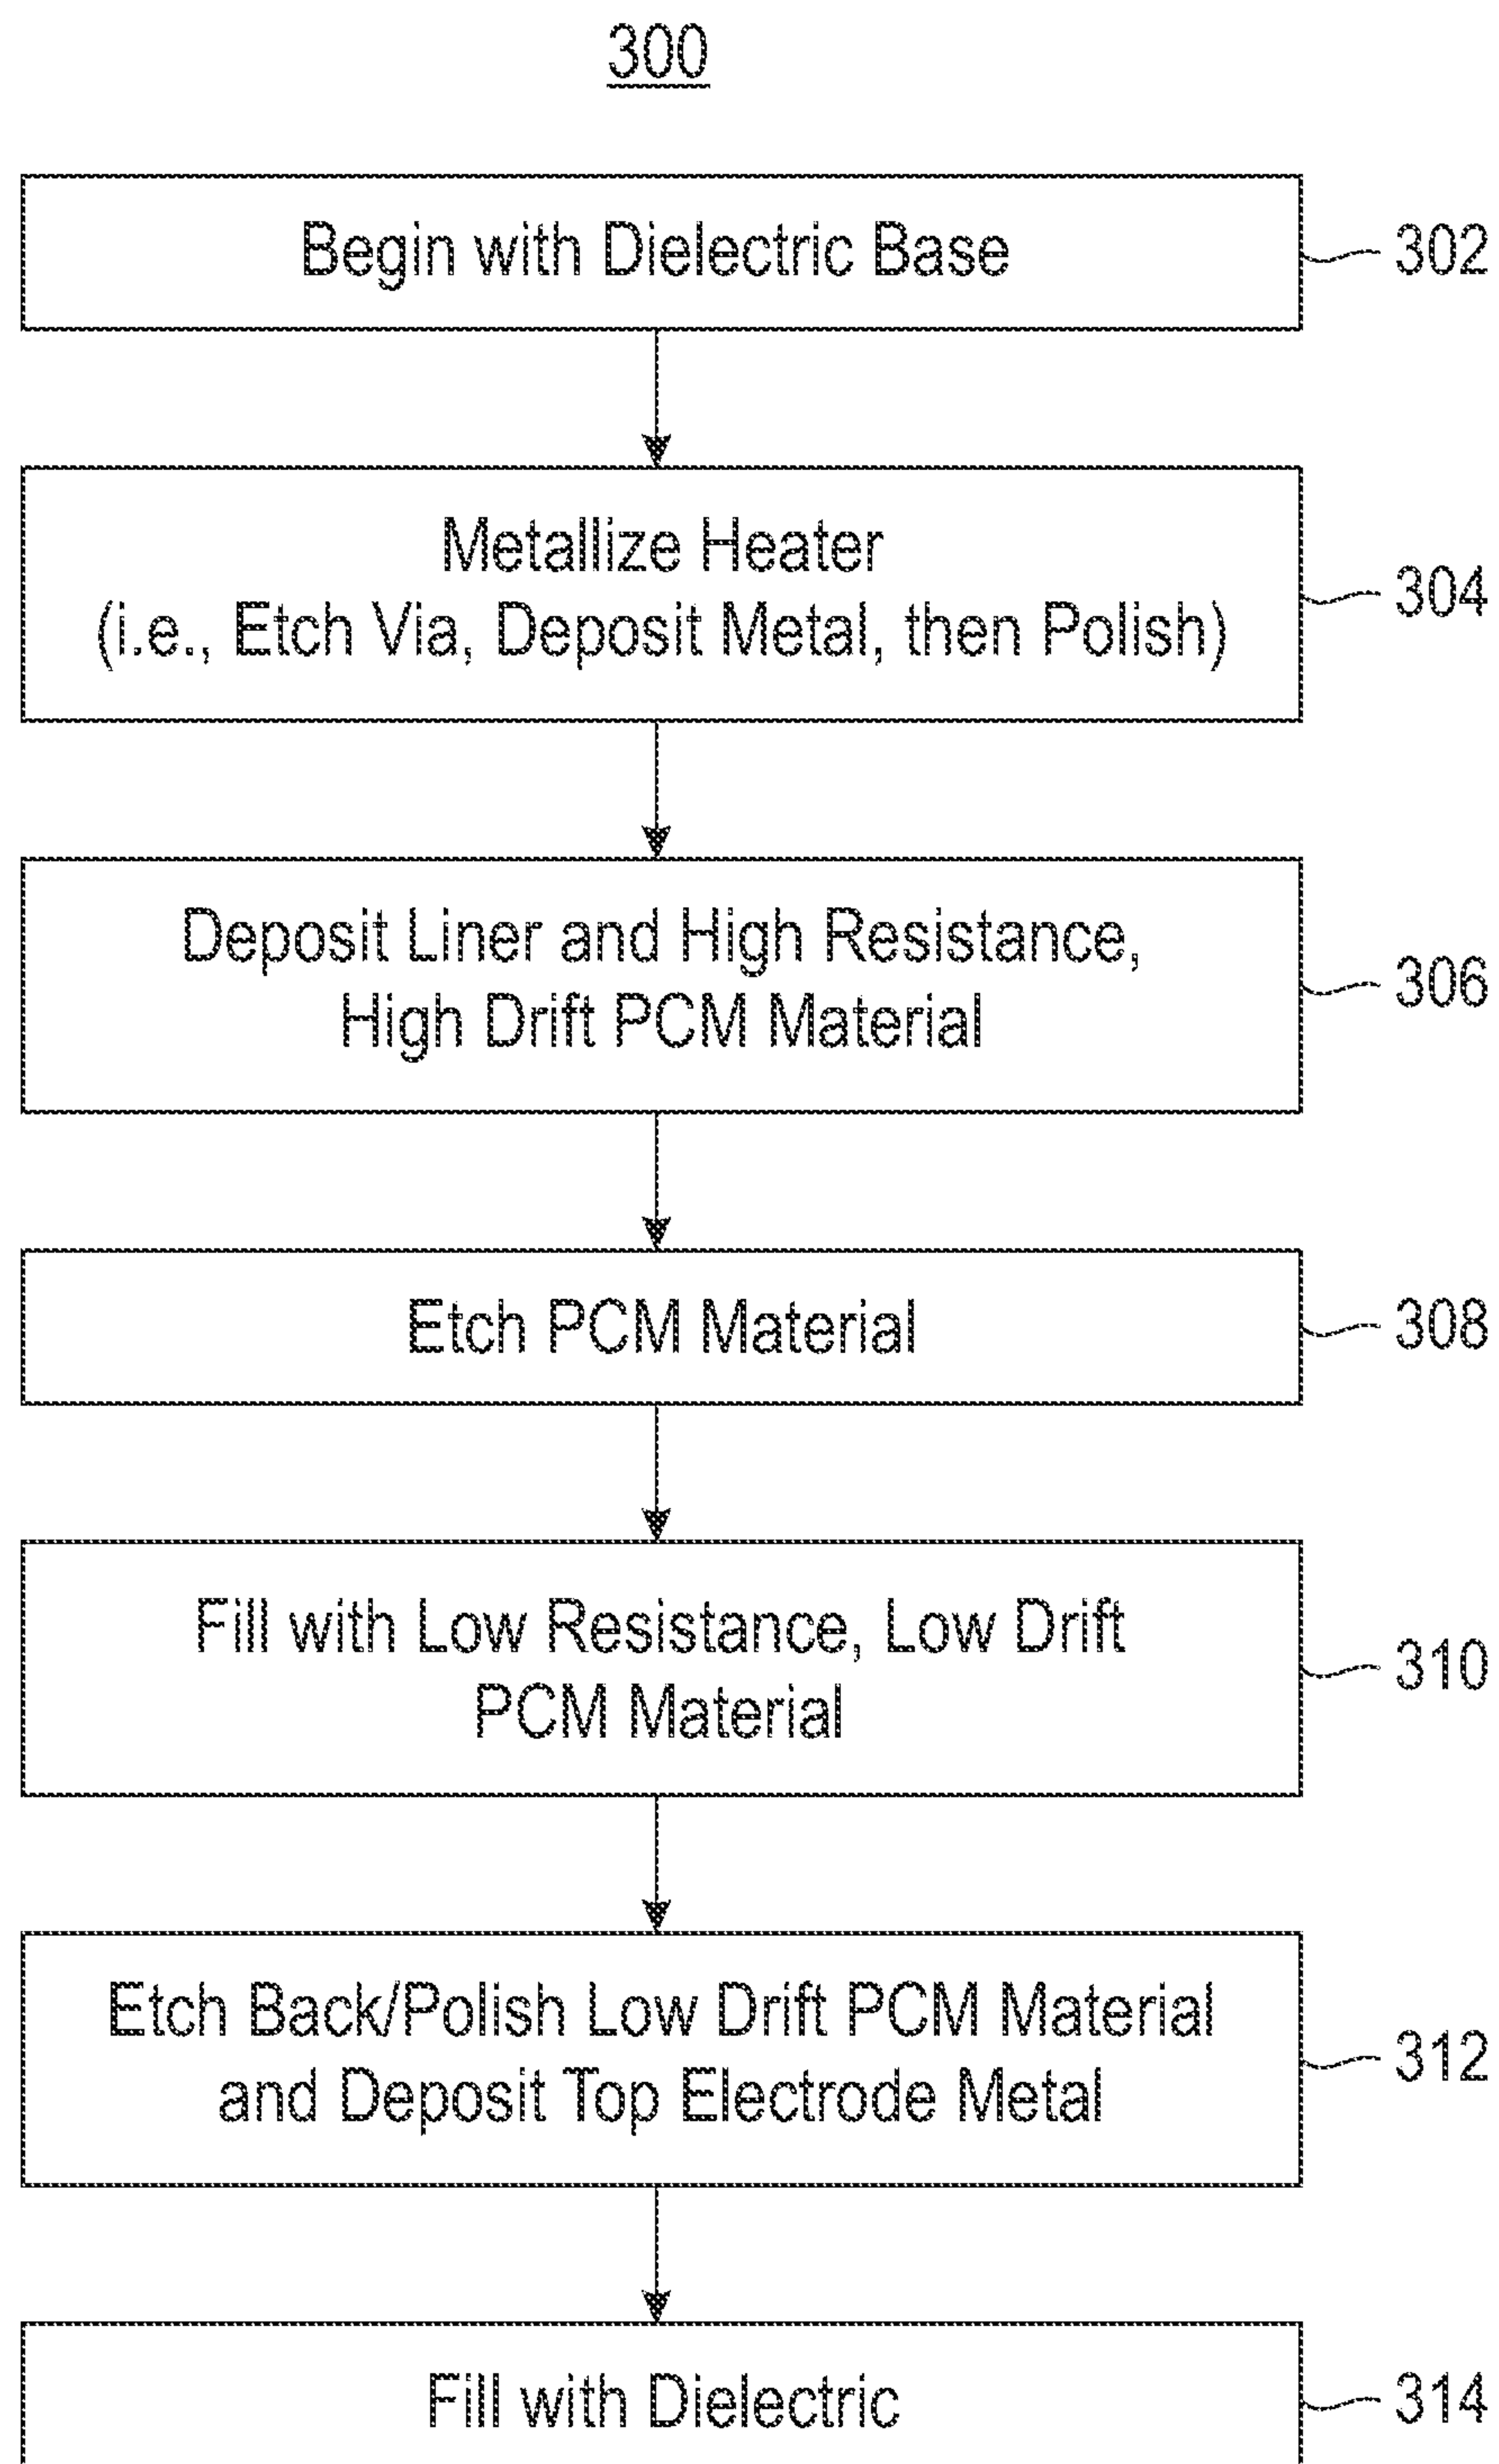 300
Begin with Dielectric Base
302
Metallize Heater
(i.e., Etch Via, Deposit Metal, then Polish)
304
Deposit Liner and High Resistance,
High Drift PCM Material
306
Etch PCM Material
308
Fill with Low Resistance, Low Drift
PCM Material
310
Etch Back/Polish Low Drift PCM Material
and Deposit Top Electrode Metal
312
Fill with Dielectric
314